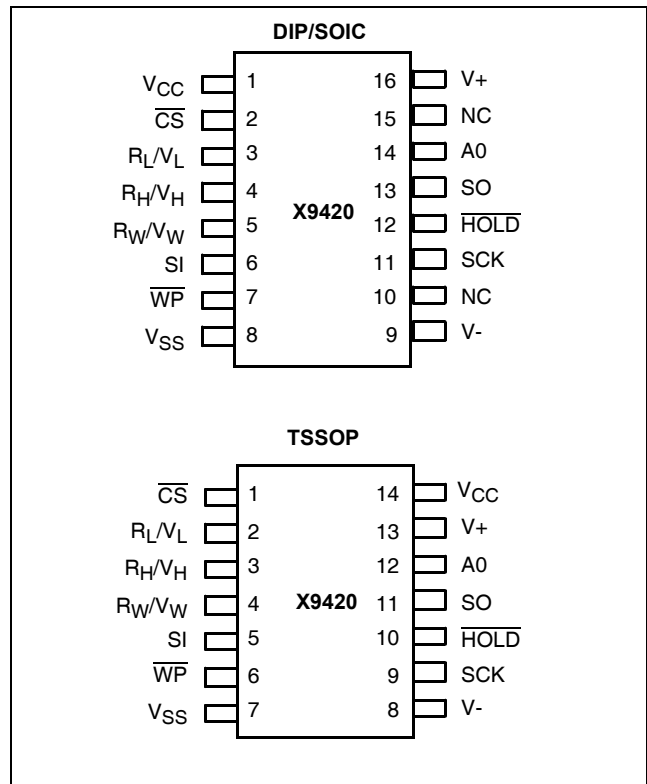 DIP/SOIC
VCC 1 16 V+
CS 2 15 NC
RL/VL 3 14 A0
RH/VH 4 13 SO
X9420
RW/VW 5 12 HOLD
SI 6 11 SCK
WP 7 10 NC
VSS 8 9 V-
TSSOP
CS 1 14 VCC
RL/VL 2 13 V+
RH/VH 3 12 A0
RW/VW 4 X9420 11 SO
SI 5 10 HOLD
WP 6 9 SCK
VSS 7 8 V-